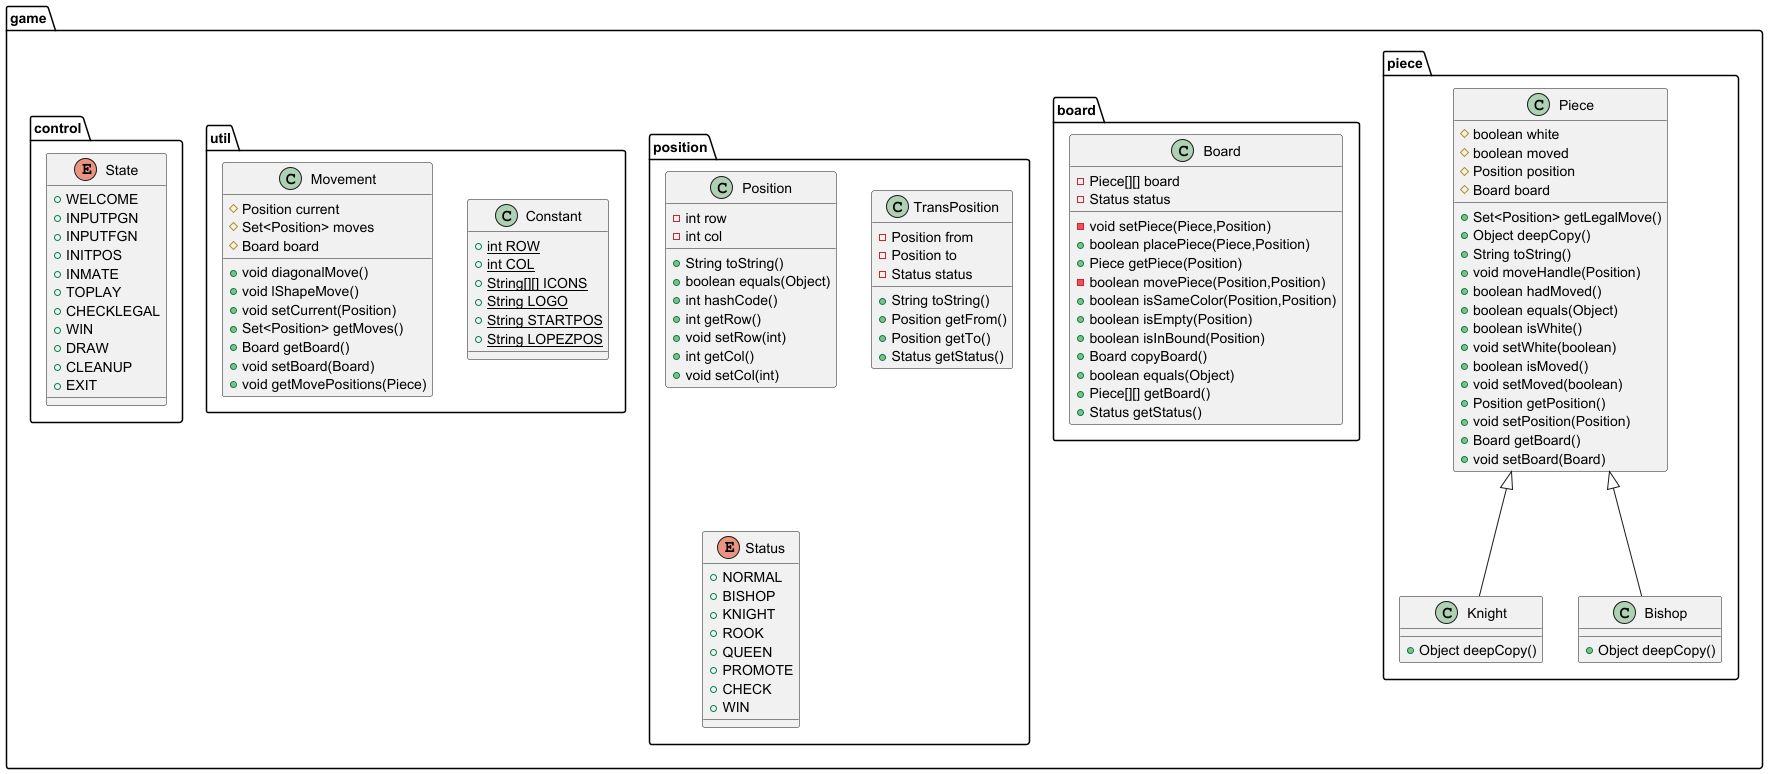 game
control
E State
WELCOME
INPUTPGN
INPUTFGN
INITPOS
INMATE
TOPLAY
CHECKLEGAL
WIN
DRAW
CLEANUP
EXIT
util
C Movement
Position current
Set<Position> moves
Board board
void diagonalMove()
void lShapeMove()
void setCurrent(Position)
Set<Position> getMoves()
Board getBoard()
void setBoard(Board)
void getMovePositions(Piece)
C Constant
int ROW
int COL
String[][] ICONS
String LOGO
String STARTPOS
String LOPEZPOS
position
C Position
int row
int col
String toString()
boolean equals(Object)
int hashCode()
int getRow()
void setRow(int)
int getCol()
void setCol(int)
C TransPosition
Position from
Position to
Status status
String toString()
Position getFrom()
Position getTo()
Status getStatus()
E Status
NORMAL
BISHOP
KNIGHT
ROOK
QUEEN
PROMOTE
CHECK
WIN
board
C Board
Piece[][] board
Status status
void setPiece(Piece,Position)
boolean placePiece(Piece,Position)
Piece getPiece(Position)
boolean movePiece(Position,Position)
boolean isSameColor(Position,Position)
boolean isEmpty(Position)
boolean isInBound(Position)
Board copyBoard()
boolean equals(Object)
Piece[][] getBoard()
Status getStatus()
piece
C Piece
boolean white
boolean moved
Position position
Board board
Set<Position> getLegalMove()
Object deepCopy()
String toString()
void moveHandle(Position)
boolean hadMoved()
boolean equals(Object)
boolean isWhite()
void setWhite(boolean)
boolean isMoved()
void setMoved(boolean)
Position getPosition()
void setPosition(Position)
Board getBoard()
void setBoard(Board)
C Knight
Object deepCopy()
C Bishop
Object deepCopy()